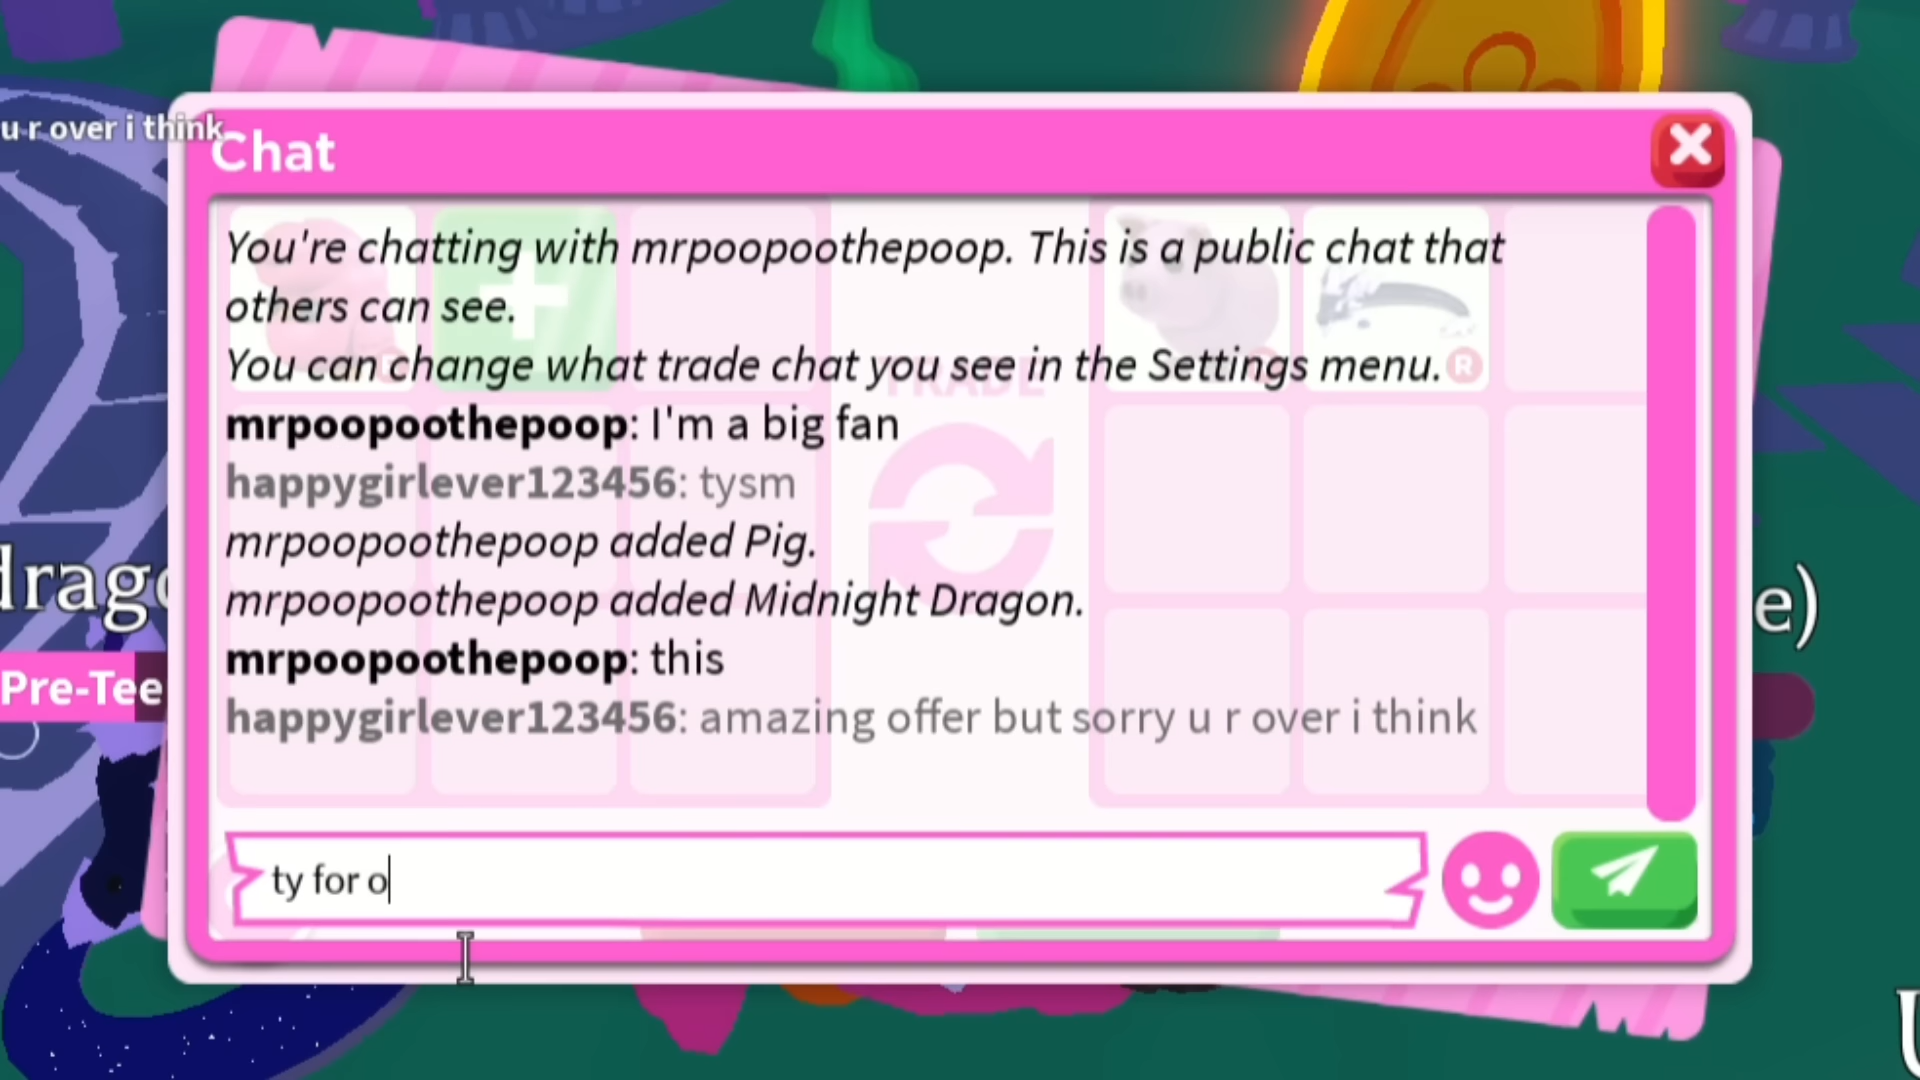 u r over i think
Chat
You're chatting with mrpoopoothepoop. This is a public chat that
others can see.
You can change what trade chat you see in the Settings menu.
R
TRADE
mrpoopoothepoop: I'm a big fan
happygirlever123456: tysm
mrpoopoothepoop added Pig.
mrpoopoothepoop added Midnight Dragon.
e)
mrpoopoothepoop: this
Pre-Tee
happygirlever123456: amazing offer but sorry u r over i think
ty for o